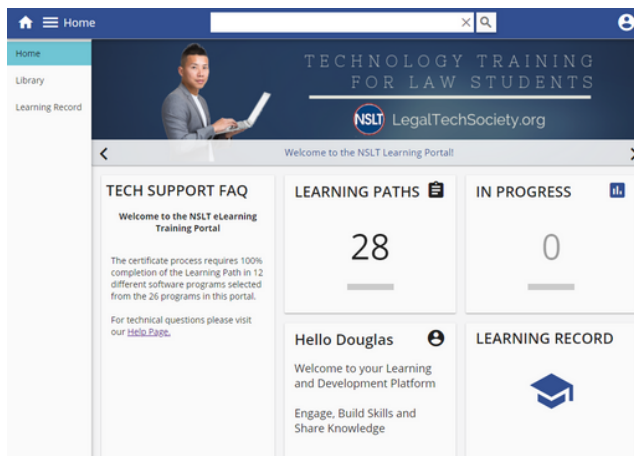 Home
Home
Library
Learning Record
TECHNOLOGY TRAINING
FOR LAW STUDENTS
NSLT LegalTechSociety.org
Welcome to the NSLT Learning Portal!
TECH SUPPORT FAQ
Welcome to the NSLT eLearning
Training Portal
The certificate process requires 100%
completion of the Learning Path in 12
different software programs selected
from the 26 programs in this portal.
For technical questions please visit
our Help Page.
LEARNING PATHS
28
IN PROGRESS
0
Hello Douglas
Welcome to your Learning
and Development Platform
Engage, Build Skills and
Share Knowledge
LEARNING RECORD